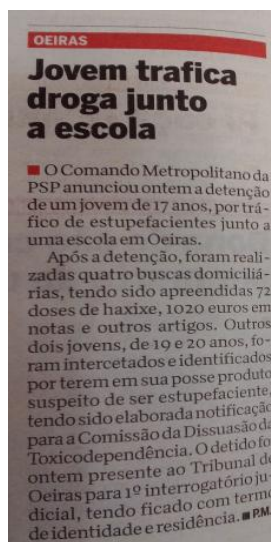 OEIRAS
Jovem trafica
droga junto
a escola
■ O Comando Metropolitano da
PSP anunciou ontem a detenção
de um jovem de 17 anos, por trá-
fico de estupefacientes junto a
uma escola em Oeiras.
Após a detenção, foram reali-
zadas quatro buscas domiciliá-
rias, tendo sido apreendidas 72
doses de haxixe, 1020 euros em
notas e outros artigos. Outros
dois jovens, de 19 e 20 anos, fo-
ram intercetados e identificados
por terem em sua posse produto
suspeito de ser estupefaciente,
tendo sido elaborada notificação
para a Comissão da Dissuasão da
Toxicodependência. O detido foi
ontem presente ao Tribunal de
Oeiras para 1º interrogatório ju-
dicial, tendo ficado com termo
de identidade e residência. ■ P.M.